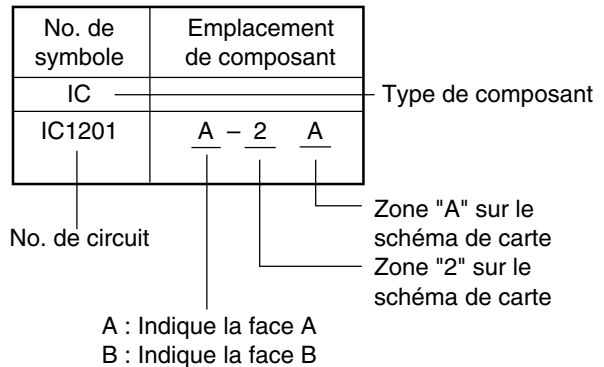 No. de
symbole
Emplacement
de composant
IC
Type de composant
IC1201
A – 2 A
No. de circuit
Zone "A" sur le
schéma de carte
Zone "2" sur le
schéma de carte
A : Indique la face A
B : Indique la face B